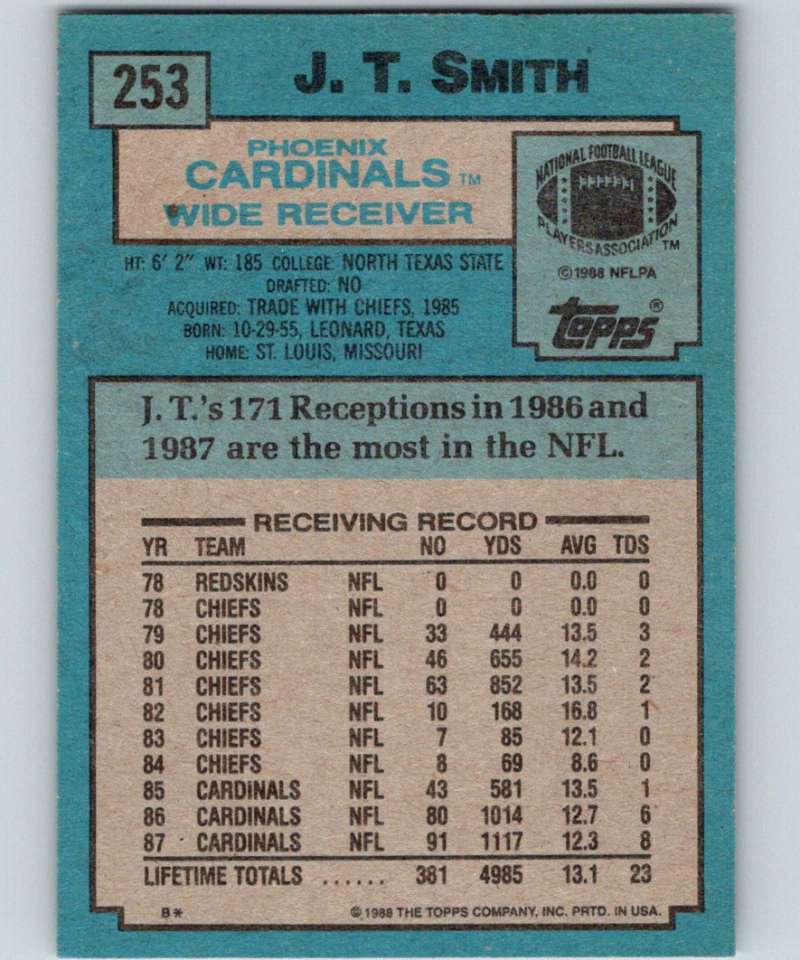 253
J. T. SMITH
PHOENIX
CARDINALS TM
WIDE RECEIVER
NATIONAL FOOTBALL LEAGUE
PLAYERS ASSOCIATION TM
© 1988 NFLPA
topps ®
HT: 6' 2" WT: 185 COLLEGE: NORTH TEXAS STATE
DRAFTED: NO
ACQUIRED: TRADE WITH CHIEFS, 1985
BORN: 10-29-55, LEONARD, TEXAS
HOME: ST. LOUIS, MISSOURI
J. T.'s 171 Receptions in 1986 and
1987 are the most in the NFL.
RECEIVING RECORD
YR TEAM NO YDS AVG TDS
78 REDSKINS NFL 0 0 0.0 0
78 CHIEFS NFL 0 0 0.0 0
79 CHIEFS NFL 33 444 13.5 3
80 CHIEFS NFL 46 655 14.2 2
81 CHIEFS NFL 63 852 13.5 2
82 CHIEFS NFL 10 168 16.8 1
83 CHIEFS NFL 7 85 12.1 0
84 CHIEFS NFL 8 69 8.6 0
85 CARDINALS NFL 43 581 13.5 1
86 CARDINALS NFL 80 1014 12.7 6
87 CARDINALS NFL 91 1117 12.3 8
LIFETIME TOTALS ...... 381 4985 13.1 23
B* © 1988 THE TOPPS COMPANY, INC. PRTD. IN USA.